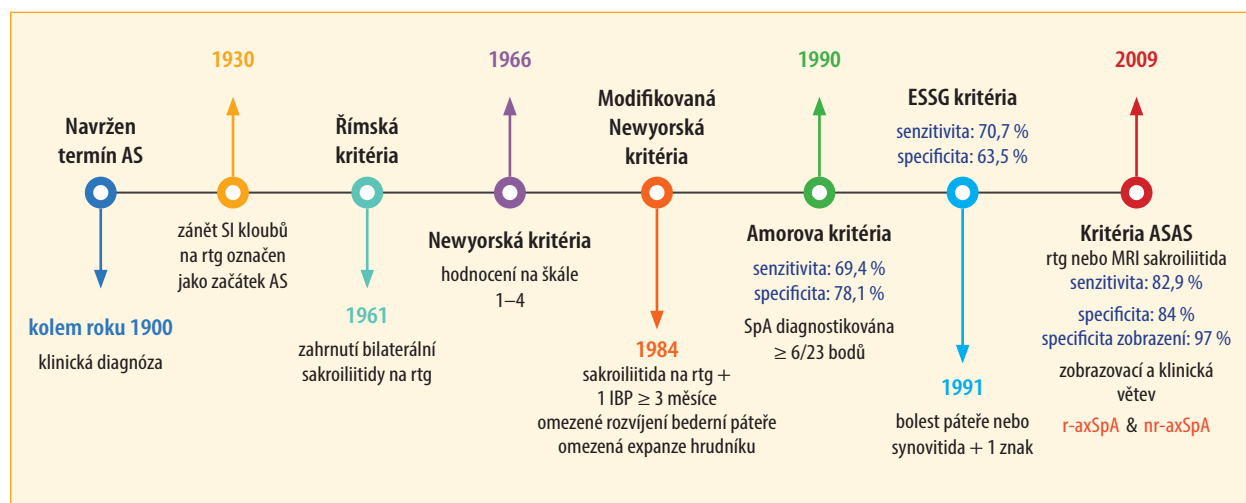 Navržen
termín AS
kolem roku 1900
klinická diagnóza
1930
zánět SI kloubů
na rtg označen
jako začátek AS
Římská
kritéria
1961
zahrnutí bilaterální
sakroiliitidy na rtg
1966
Newyorská kritéria
hodnocení na škále
1–4
Modifikovaná
Newyorská
kritéria
1984
sakroiliitida na rtg +
1 IBP ≥ 3 měsíce
omezené rozvíjení bederní páteře
omezená expanze hrudníku
1990
Amorova kritéria
senzitivita: 69,4 %
specificita: 78,1 %
SpA diagnostikována
≥ 6/23 bodů
ESSG kritéria
senzitivita: 70,7 %
specificita: 63,5 %
1991
bolest páteře nebo
synovitida + 1 znak
2009
Kritéria ASAS
rtg nebo MRI sakroiliitida
senzitivita: 82,9 %
specificita: 84 %
specificita zobrazení: 97 %
zobrazovací a klinická
větev
r-axSpA & nr-axSpA